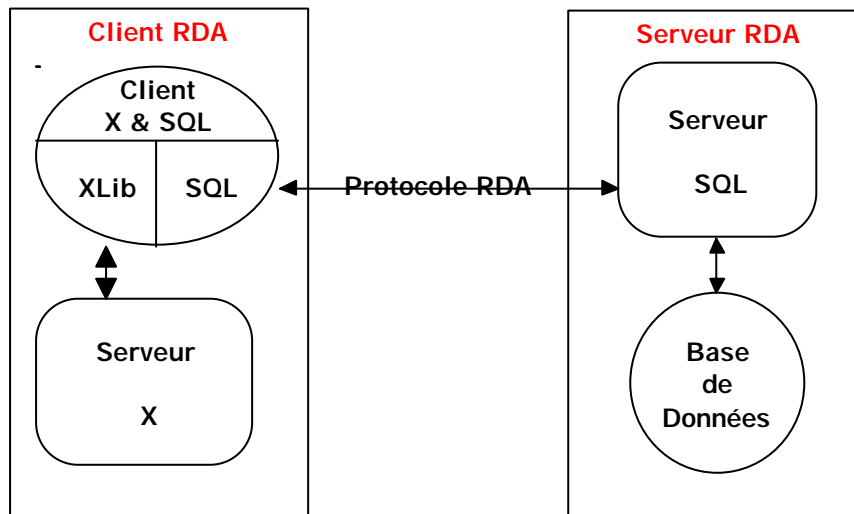 Client RDA
Client
X & SQL
XLib
SQL
Serveur
X
Protocole RDA
Serveur RDA
Serveur
SQL
Base
de
Données